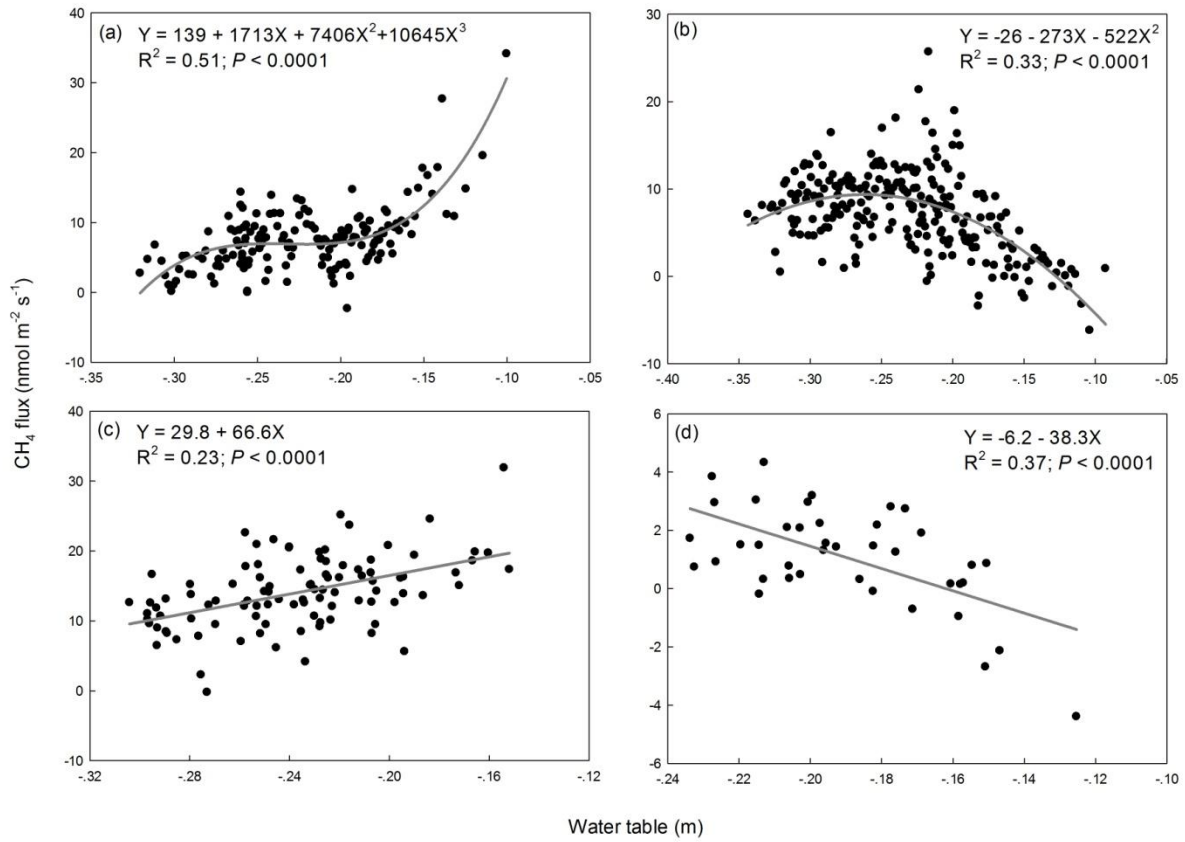 (a) Y = 139 + 1713X + 7406X²+10645X³
R² = 0.51; P < 0.0001
40
30
20
10
0
-10
-.35 -.30 -.25 -.20 -.15 -.10 -.05
(b) Y = -26 - 273X - 522X²
R² = 0.33; P < 0.0001
30
20
10
0
-10
-.40 -.35 -.30 -.25 -.20 -.15 -.10 -.05
CH₄ flux (nmol m⁻² s⁻¹)
(c) Y = 29.8 + 66.6X
R² = 0.23; P < 0.0001
40
30
20
10
0
-10
-.32 -.28 -.24 -.20 -.16 -.12
(d) Y = -6.2 - 38.3X
R² = 0.37; P < 0.0001
6
4
2
0
-2
-4
-6
-.24 -.22 -.20 -.18 -.16 -.14 -.12 -.10
Water table (m)